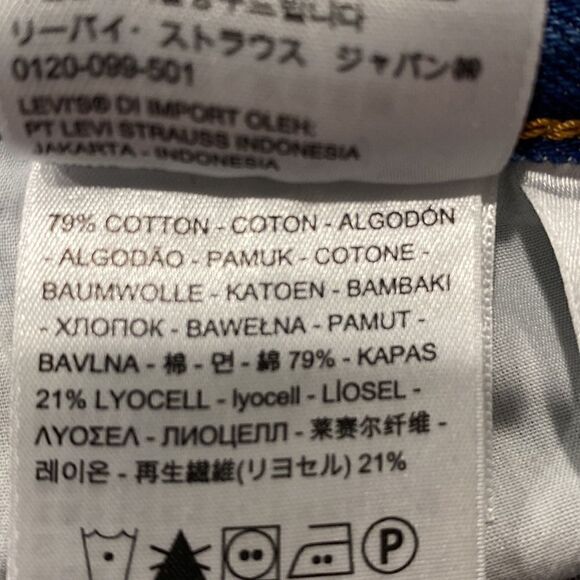 リーバイ・ストラウス ジャパン㈱
0120-099-501
LEVI'S® DI IMPORT OLEH:
PT LEVI STRAUSS INDONESIA
JAKARTA - INDONESIA
79% COTTON - COTON - ALGODÓN
- ALGODÃO - PAMUK - COTONE -
BAUMWOLLE - KATOEN - BAMBAKI
- ХЛОПОК - BAWEŁNA - PAMUT -
BAVLNA - 棉 - 면 - 綿 79% - KAPAS
21% LYOCELL - lyocell - LİOSEL -
ΛΥΟΣΕΛ - ЛИОЦЕЛЛ - 莱赛尔纤维 -
레이온 - 再生繊維(リヨセル) 21%
P